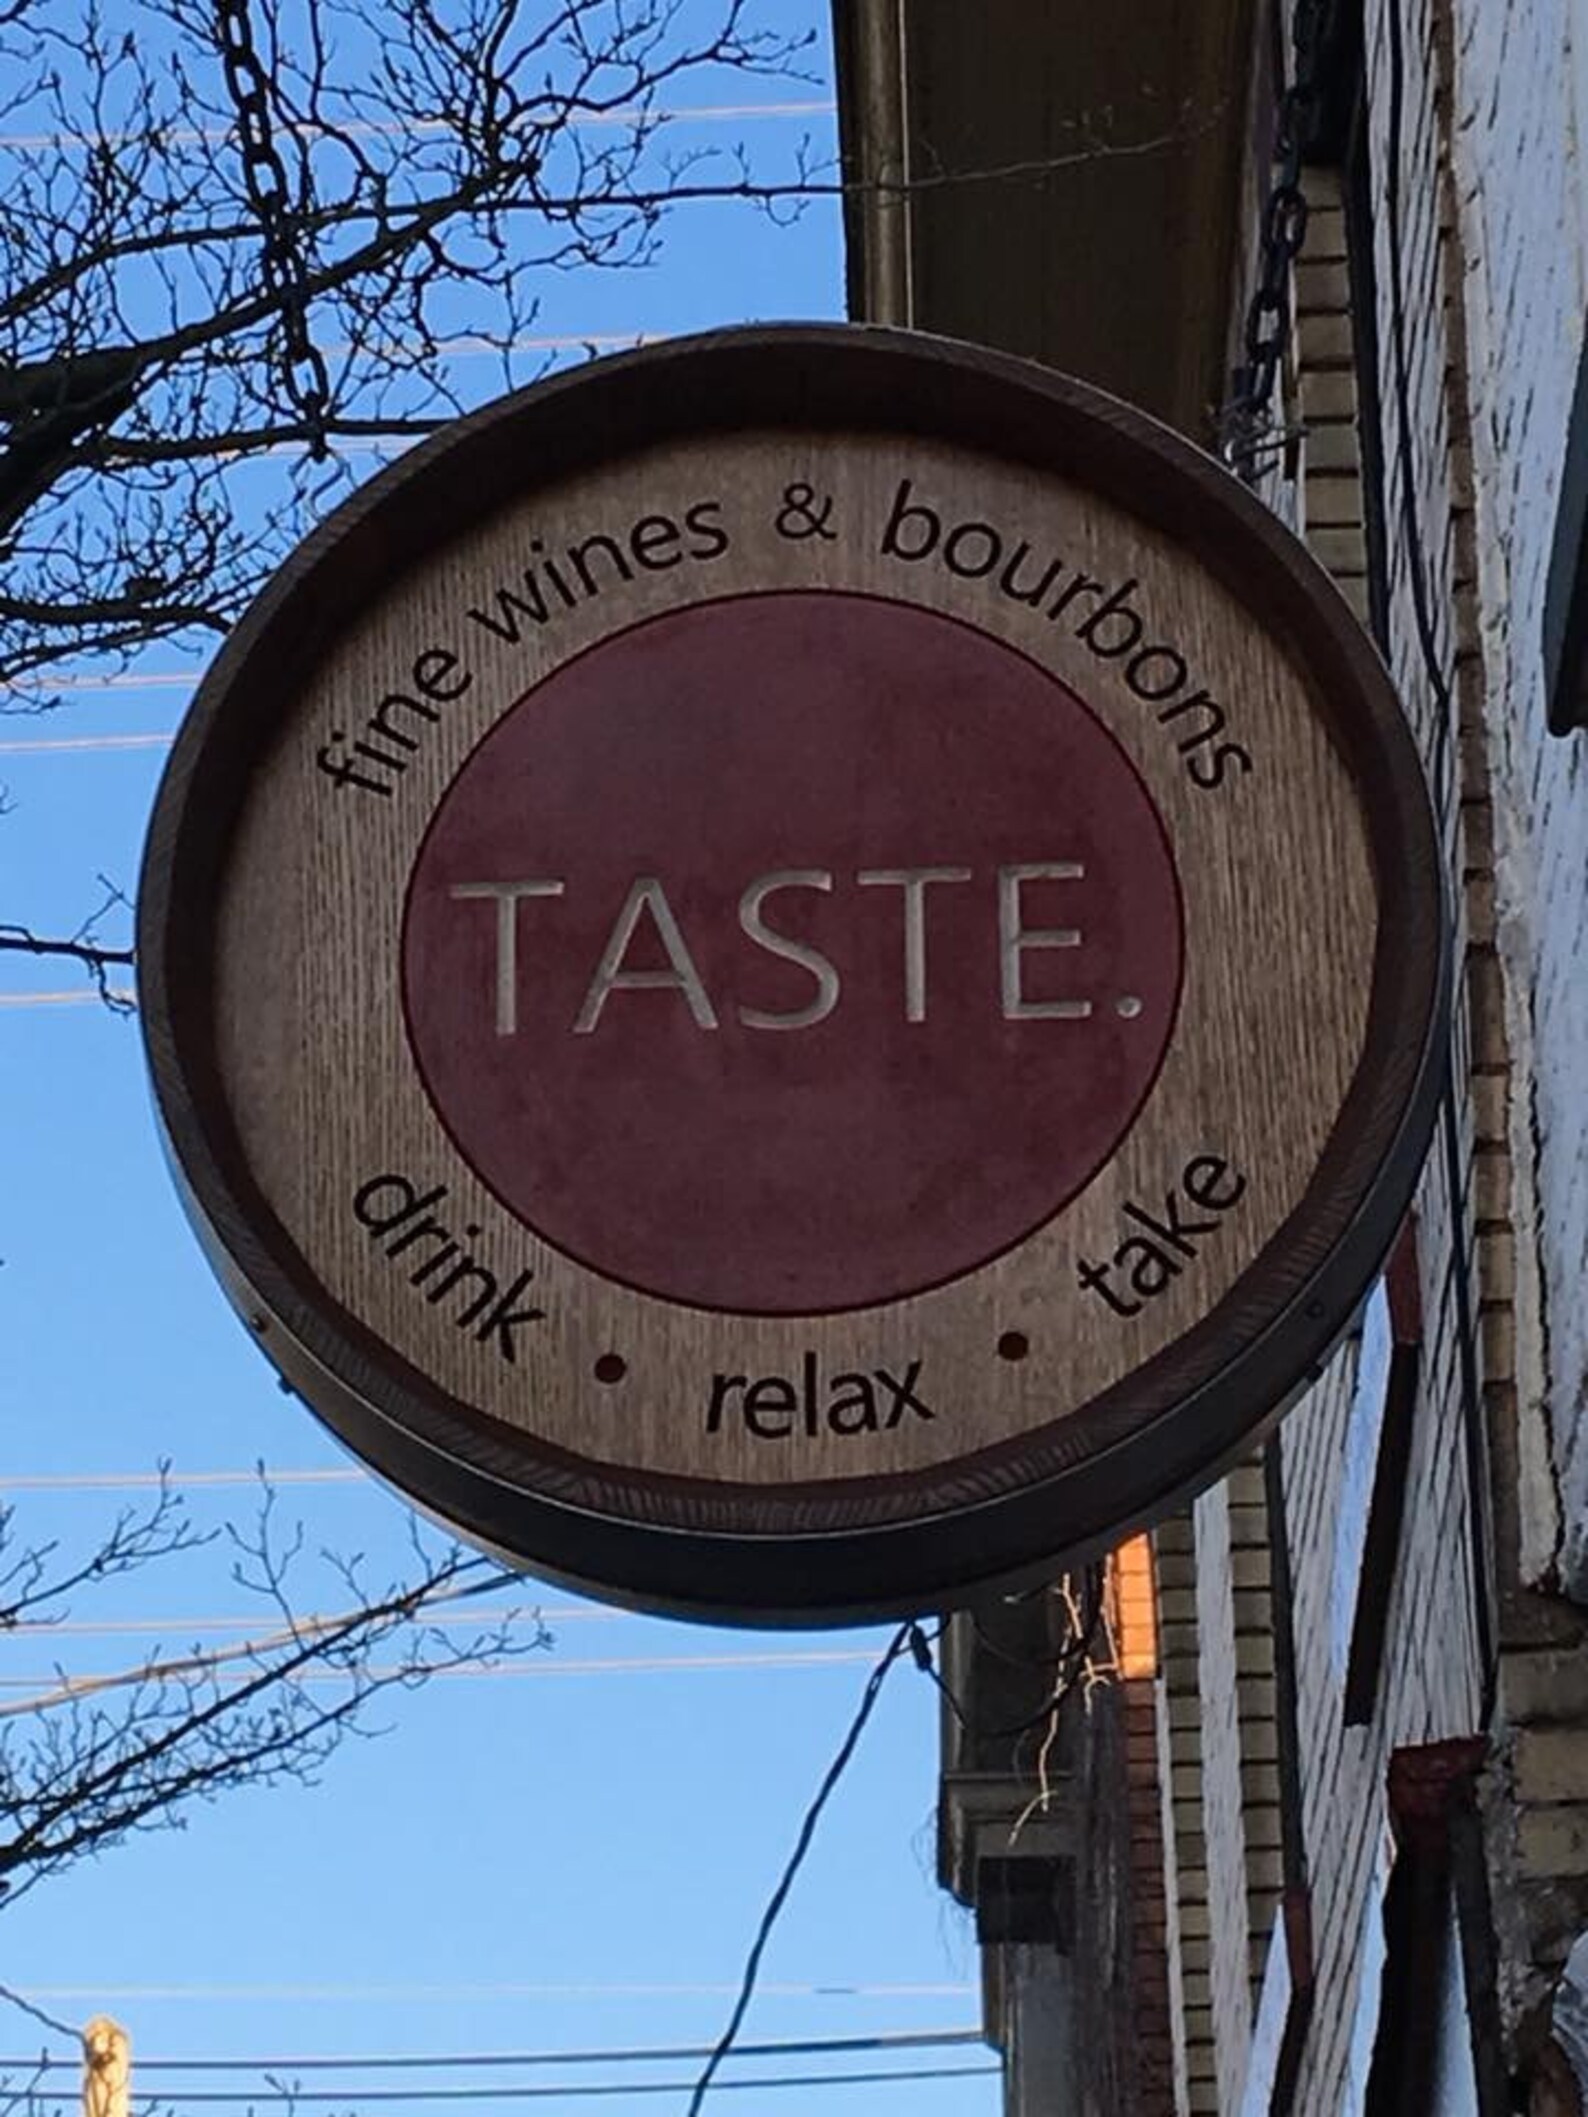 fine wines & bourbons
TASTE.
drink • relax • take